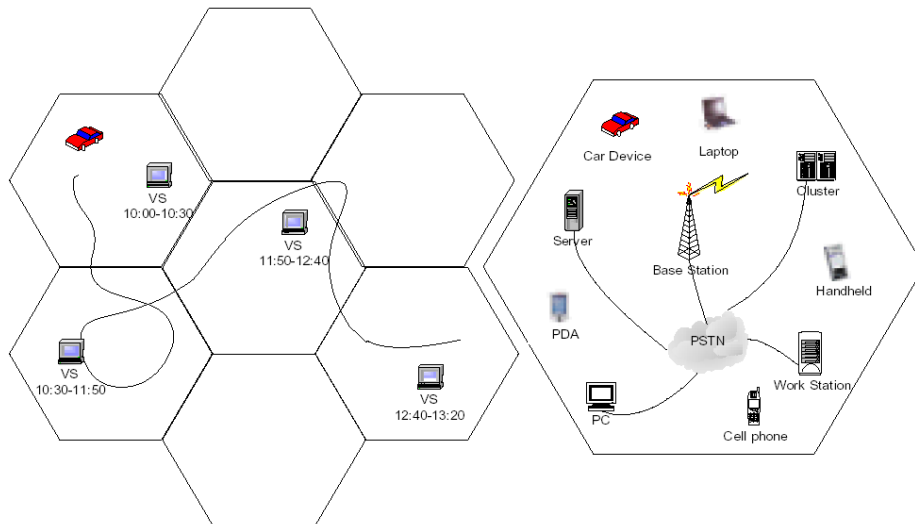 VS
10:00-10:30
VS
11:50-12:40
VS
10:30-11:50
VS
12:40-13:20
Car Device
Laptop
Cluster
Server
Base Station
Handheld
PDA
PSTN
Work Station
PC
Cell phone